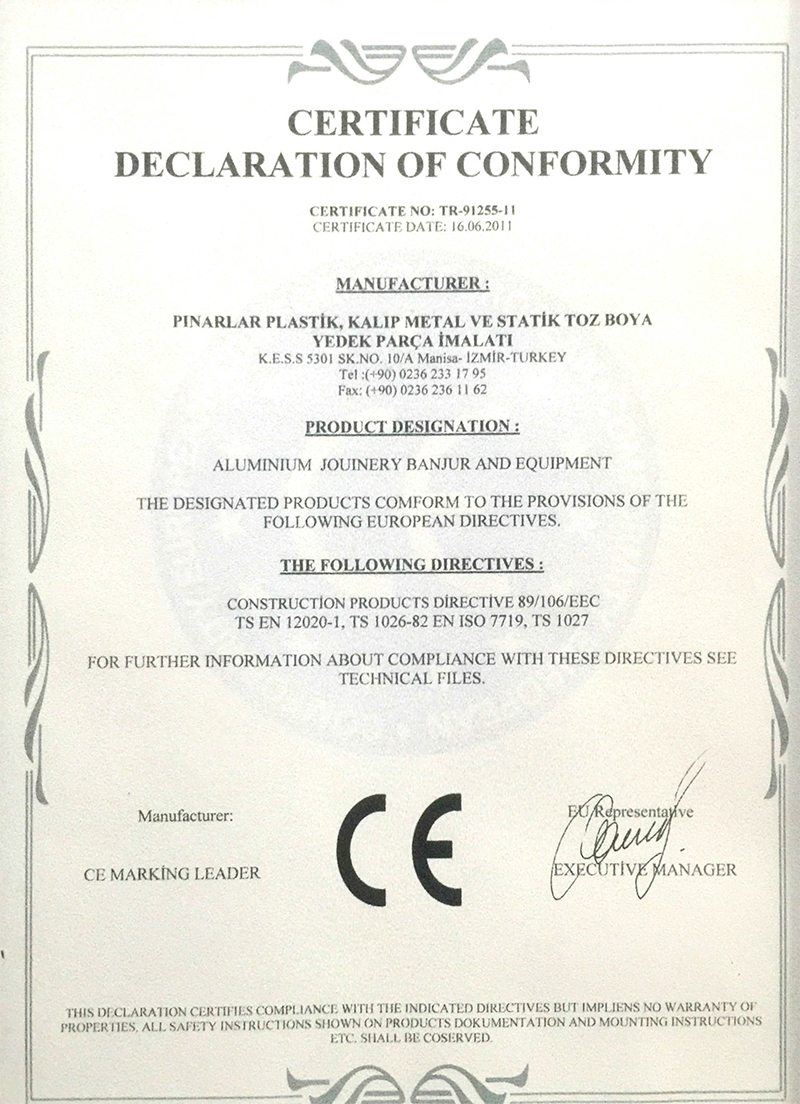 CERTIFICATE
DECLARATION OF CONFORMITY
CERTIFICATE NO: TR-91255-11
CERTIFICATE DATE: 16.06.2011
MANUFACTURER :
PINARLAR PLASTİK, KALIP METAL VE STATİK TOZ BOYA
YEDEK PARÇA İMALATI
K.E.S.S 5301 SK.NO. 10/A Manisa- İZMİR-TURKEY
Tel :(+90) 0236 233 17 95
Fax: (+90) 0236 236 11 62
PRODUCT DESIGNATION :
ALUMINIUM JOUINERY BANJUR AND EQUIPMENT
THE DESIGNATED PRODUCTS COMFORM TO THE PROVISIONS OF THE
FOLLOWING EUROPEAN DIRECTIVES.
THE FOLLOWING DIRECTIVES :
CONSTRUCTİON PRODUCTS DİRECTİVE 89/106/EEC
TS EN 12020-1, TS 1026-82 EN ISO 7719, TS 1027
FOR FURTHER INFORMATION ABOUT COMPLIANCE WITH THESE DIRECTIVES SEE
TECHNICAL FILES.
Manufacturer:
CE MARKİNG LEADER
CE
EU Representative
EXECUTİVE MANAGER
THIS DECLARATION CERTIFIES COMPLIANCE WITH THE INDICATED DIRECTIVES BUT IMPLIENS NO WARRANTY OF
PROPERTIES. ALL SAFETY INSTRUCTIONS SHOWN ON PRODUCTS DOKUMENTATION AND MOUNTING INSTRUCTIONS
ETC. SHALL BE COSERVED.